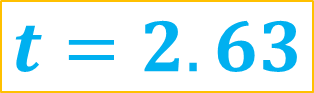 t = 2.63